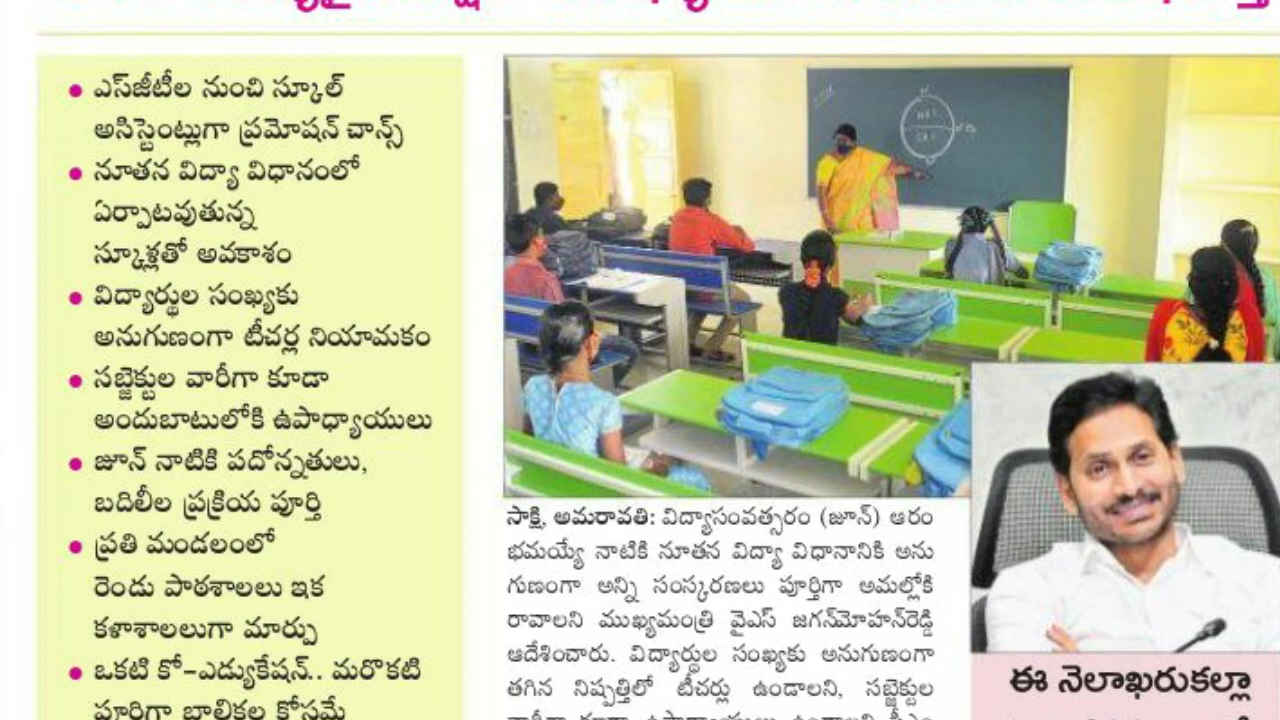 • ఎస్‌జీటీల నుంచి స్కూల్
అసిస్టెంట్లుగా ప్రమోషన్ చాన్స్
• నూతన విద్యా విధానంలో
ఏర్పాటవుతున్న
స్కూళ్లతో అవకాశం
• విద్యార్థుల సంఖ్యకు
అనుగుణంగా టీచర్ల నియామకం
• సబ్జెక్టుల వారీగా కూడా
అందుబాటులోకి ఉపాధ్యాయులు
• జూన్ నాటికి పదోన్నతులు,
బదిలీల ప్రక్రియ పూర్తి
• ప్రతి మండలంలో
రెండు పాఠశాలలు ఇక
కళాశాలలుగా మార్పు
• ఒకటి కో-ఎడ్యుకేషన్.. మరొకటి
పూర్తిగా బాలికల కోసమే
సాక్షి, అమరావతి: విద్యాసంవత్సరం (జూన్) ఆరం
భమయ్యే నాటికి నూతన విద్యా విధానానికి అను
గుణంగా అన్ని సంస్కరణలు పూర్తిగా అమల్లోకి
రావాలని ముఖ్యమంత్రి వైఎస్ జగన్‌మోహన్‌రెడ్డి
ఆదేశించారు. విద్యార్థుల సంఖ్యకు అనుగుణంగా
తగిన నిష్పత్తిలో టీచర్లు ఉండాలని, సబ్జెక్టుల
ఈ నెలాఖరుకల్లా